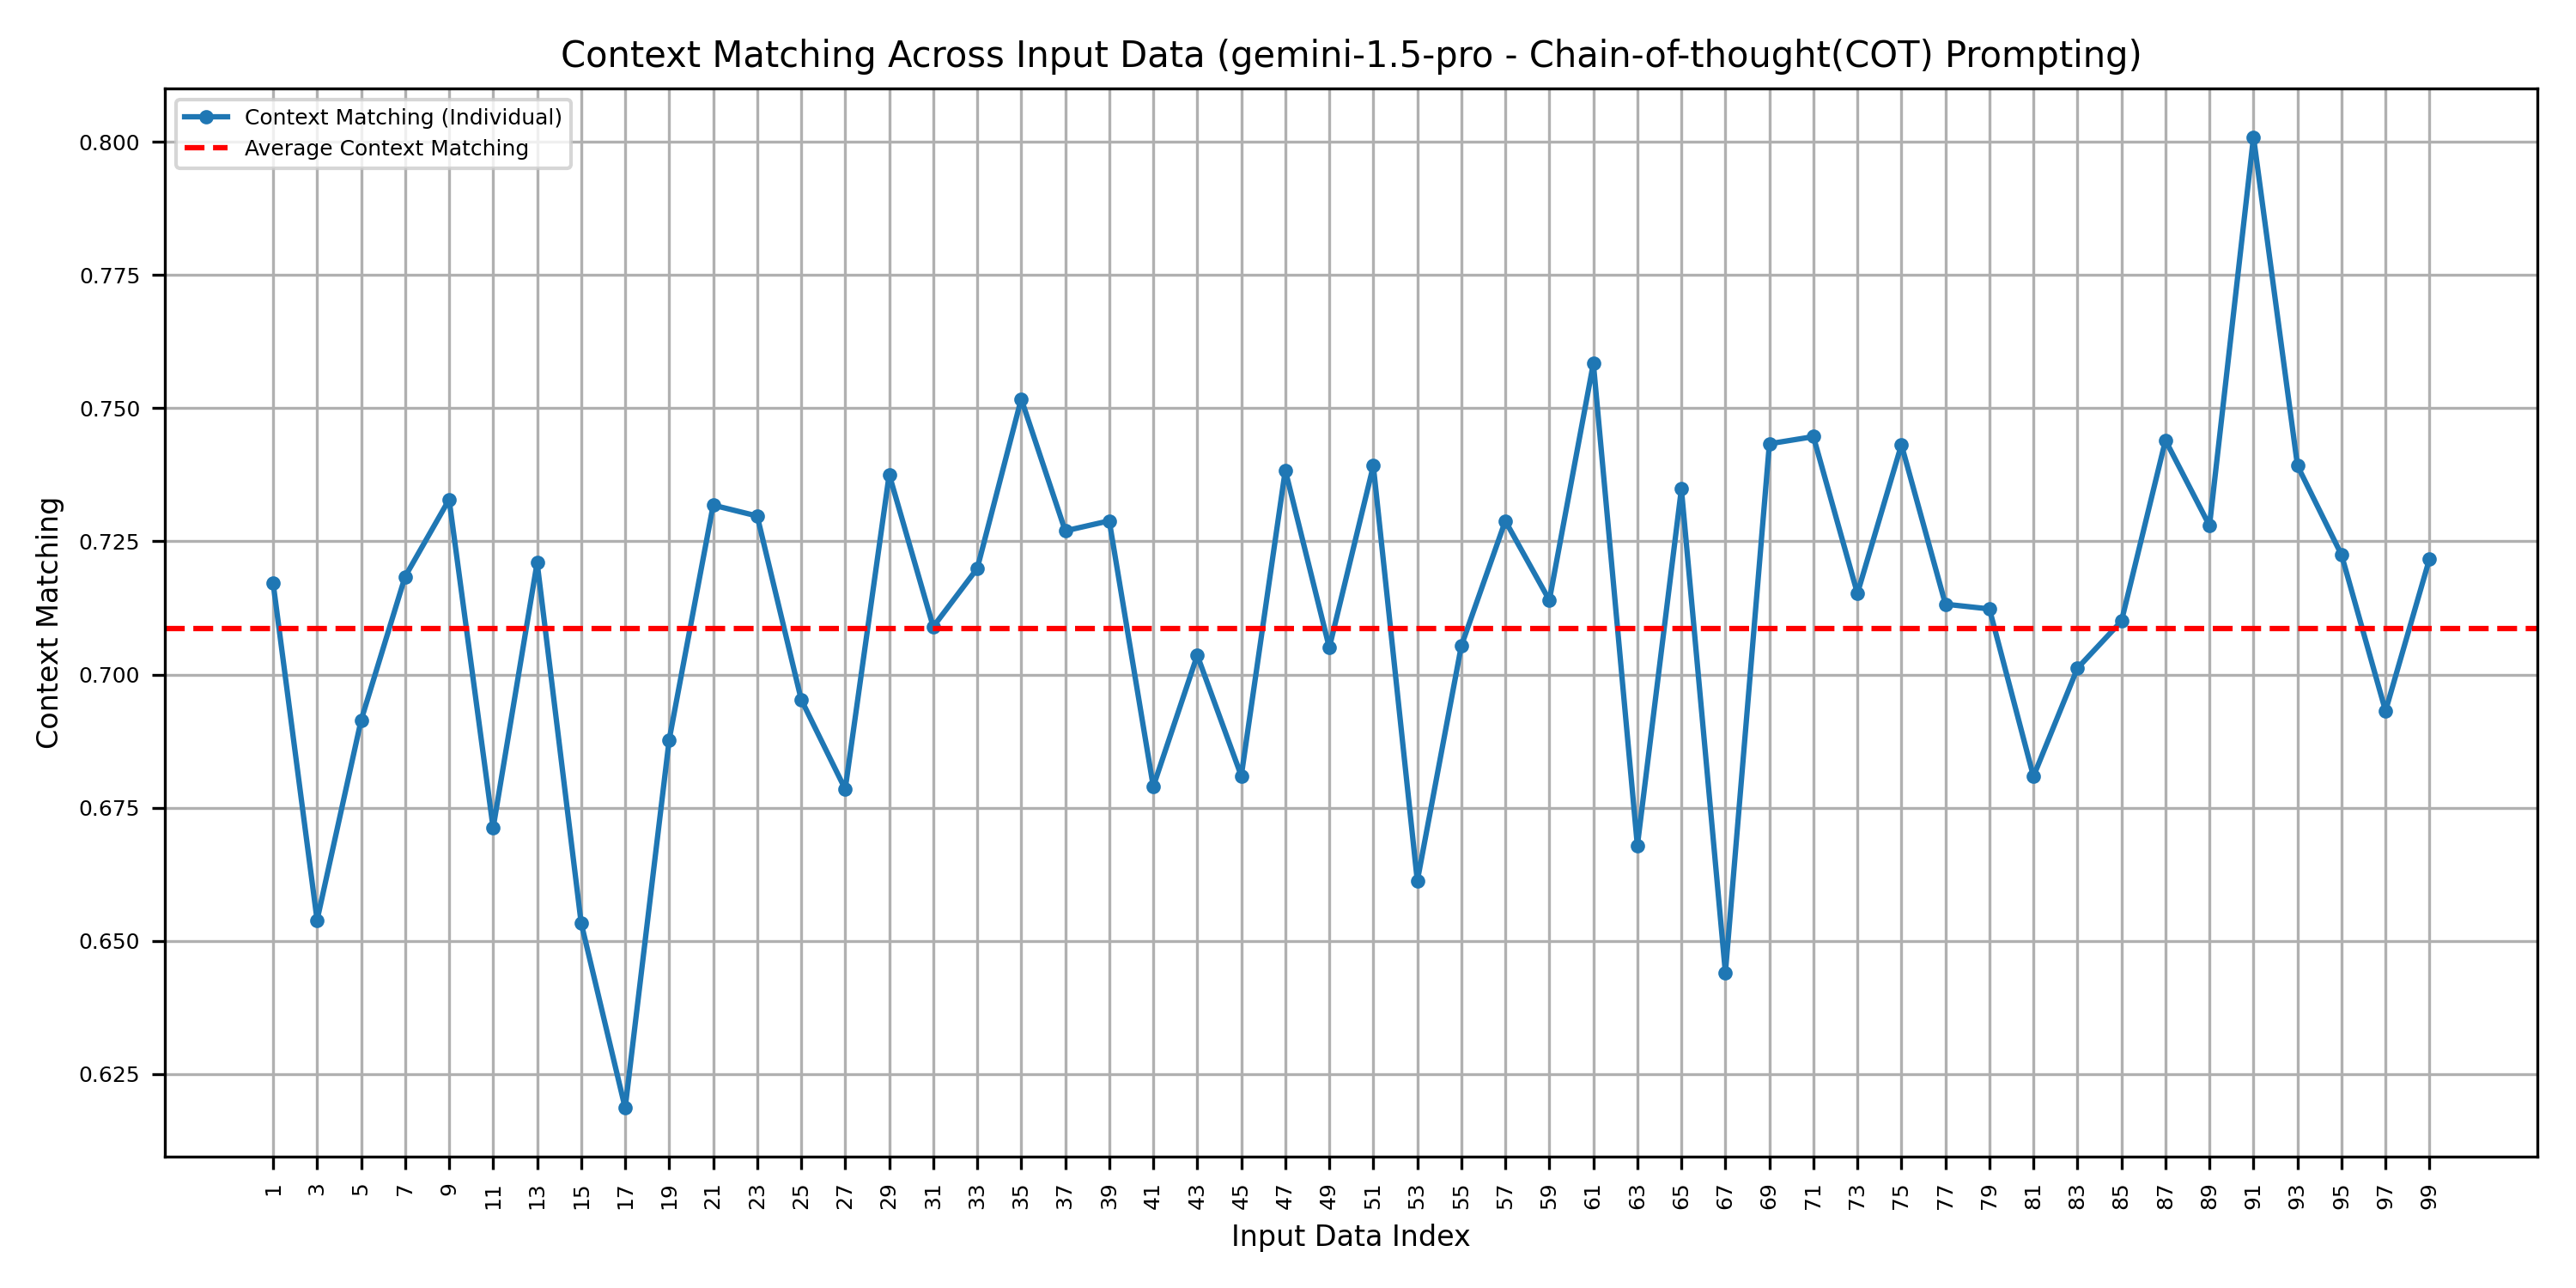 Context Matching Across Input Data (gemini-1.5-pro - Chain-of-thought(COT) Prompting)
Context Matching (Individual)
Average Context Matching
0.800
0.775
0.750
0.725
0.700
0.675
0.650
0.625
Context Matching
1 3 5 7 9 11 13 15 17 19 21 23 25 27 29 31 33 35 37 39 41 43 45 47 49 51 53 55 57 59 61 63 65 67 69 71 73 75 77 79 81 83 85 87 89 91 93 95 97 99
Input Data Index